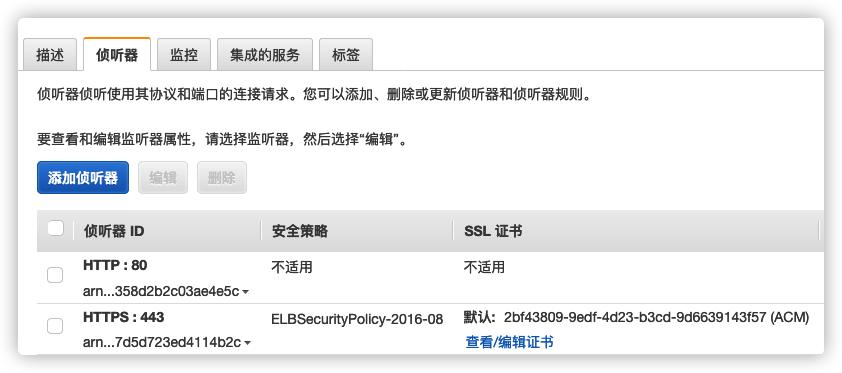 描述 侦听器 监控 集成的服务 标签
侦听器侦听使用其协议和端口的连接请求。您可以添加、删除或更新侦听器和侦听器规则。
要查看和编辑监听器属性，请选择监听器，然后选择“编辑”。
添加侦听器 编辑 删除
侦听器 ID 安全策略 SSL 证书
HTTP : 80 不适用 不适用
arn...358d2b2c03ae4e5c
HTTPS : 443 ELBSecurityPolicy-2016-08 默认: 2bf43809-9edf-4d23-b3cd-9d6639143f57 (ACM)
arn...7d5d723ed4114b2c 查看/编辑证书